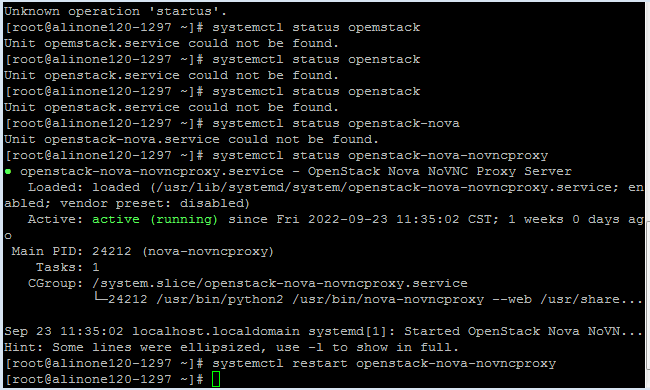 Unknown operation 'startus'.
[root@alinone120-1297 ~]# systemctl status opemstack
Unit opemstack.service could not be found.
[root@alinone120-1297 ~]# systemctl status openstack
Unit openstack.service could not be found.
[root@alinone120-1297 ~]# systemctl status openstack
Unit openstack.service could not be found.
[root@alinone120-1297 ~]# systemctl status openstack-nova
Unit openstack-nova.service could not be found.
[root@alinone120-1297 ~]# systemctl status openstack-nova-novncproxy
● openstack-nova-novncproxy.service - OpenStack Nova NoVNC Proxy Server
   Loaded: loaded (/usr/lib/systemd/system/openstack-nova-novncproxy.service; en
abled; vendor preset: disabled)
   Active: active (running) since Fri 2022-09-23 11:35:02 CST; 1 weeks 0 days ag
o
 Main PID: 24212 (nova-novncproxy)
    Tasks: 1
   CGroup: /system.slice/openstack-nova-novncproxy.service
           └─24212 /usr/bin/python2 /usr/bin/nova-novncproxy --web /usr/share...

Sep 23 11:35:02 localhost.localdomain systemd[1]: Started OpenStack Nova NoVN...
Hint: Some lines were ellipsized, use -l to show in full.
[root@alinone120-1297 ~]# systemctl restart openstack-nova-novncproxy
[root@alinone120-1297 ~]#